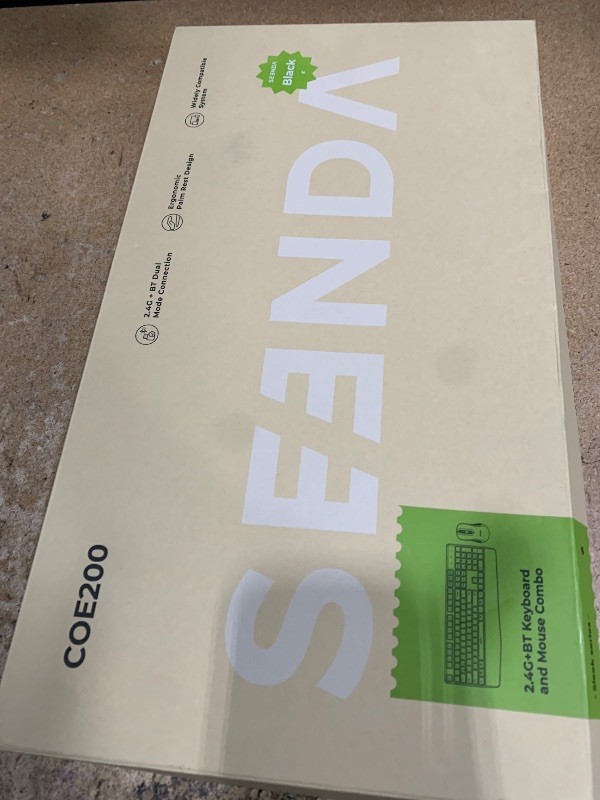 COE200
2.4G + BT Dual
Mode Connection
Ergonomic
Palm Rest Design
Widely Compatible
System
SEENDA
SEENDA
Black
2.4G+BT Keyboard
and Mouse Combo